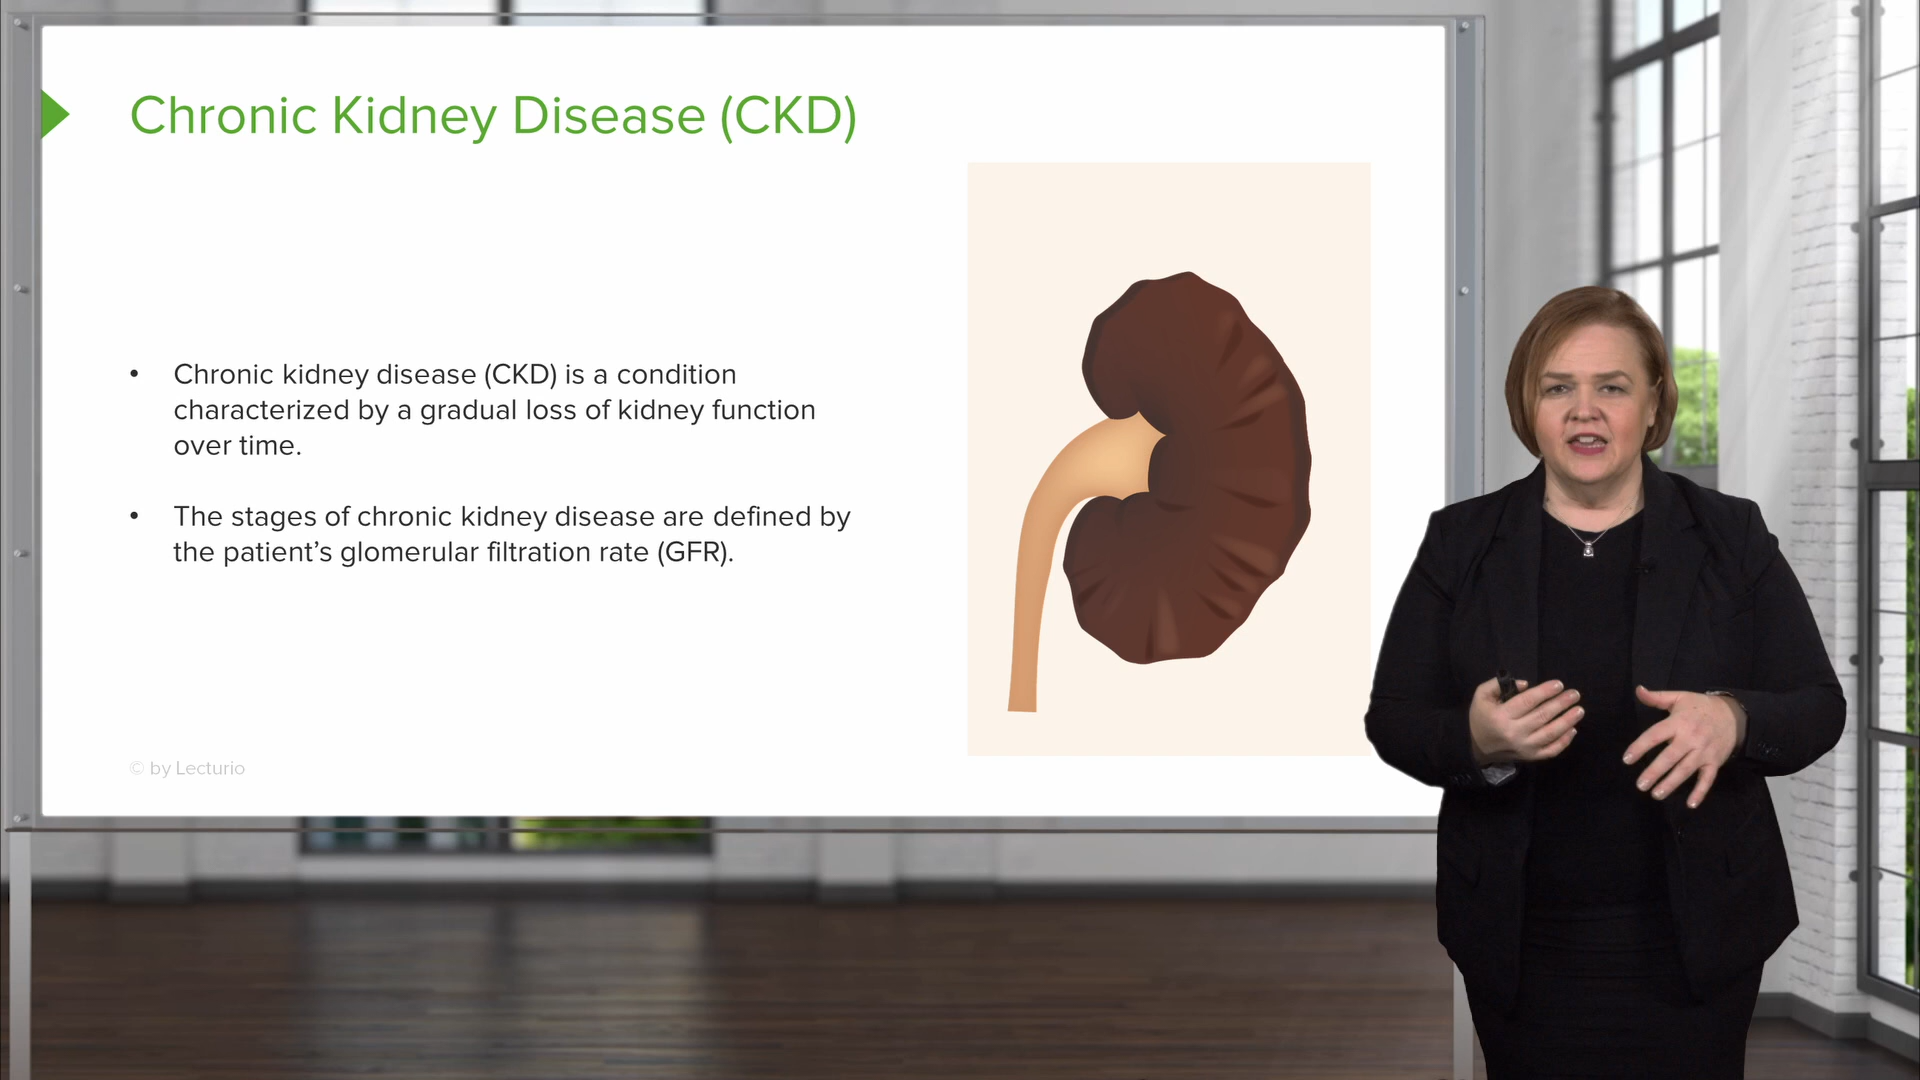 Chronic Kidney Disease (CKD)
• Chronic kidney disease (CKD) is a condition
characterized by a gradual loss of kidney function
over time.
• The stages of chronic kidney disease are defined by
the patient’s glomerular filtration rate (GFR).
© by Lecturio